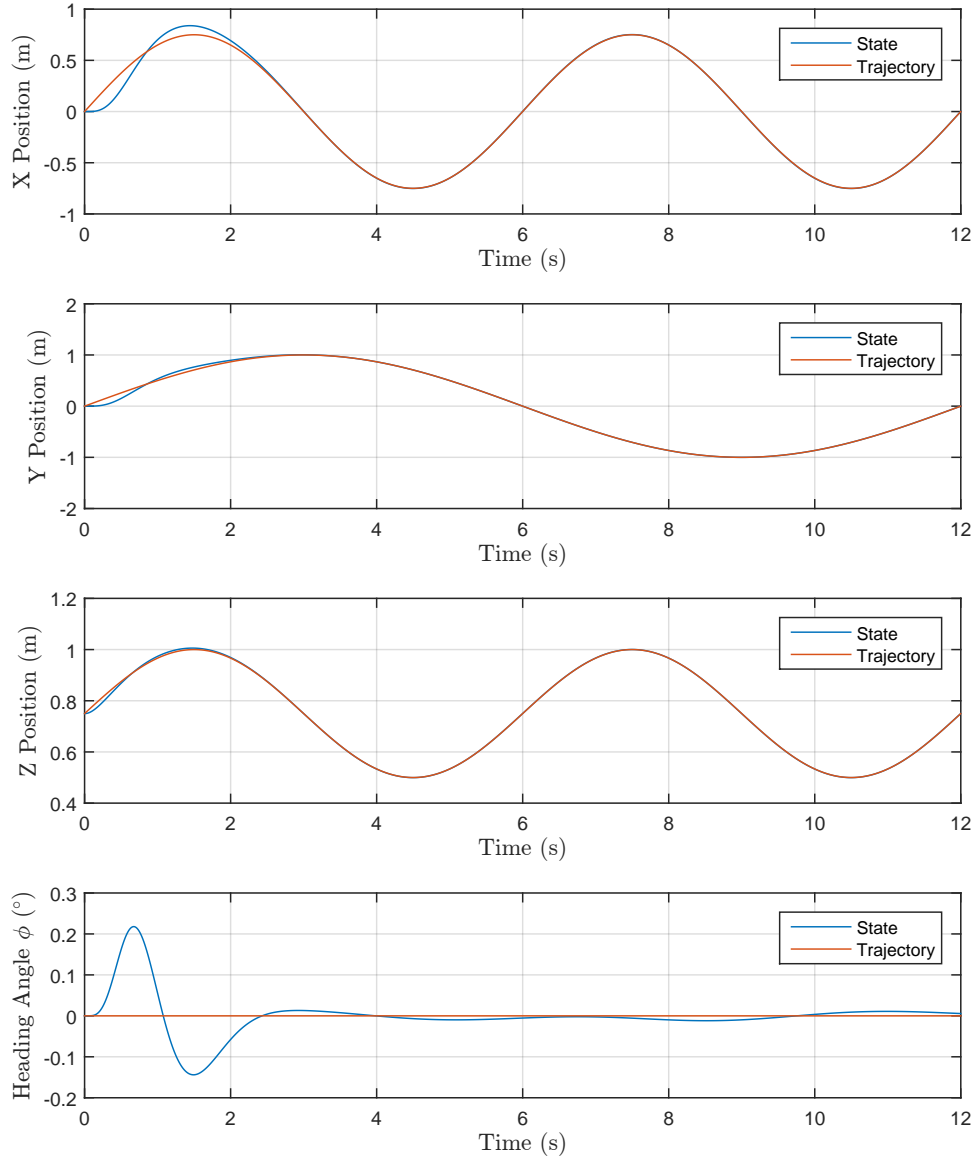 X Position (m)
1
0.5
0
-0.5
-1
0 2 4 6 8 10 12
Time (s)
State
Trajectory
Y Position (m)
2
1
0
-1
-2
0 2 4 6 8 10 12
Time (s)
State
Trajectory
Z Position (m)
1.2
1
0.8
0.6
0.4
0 2 4 6 8 10 12
Time (s)
State
Trajectory
Heading Angle ϕ (°)
0.3
0.2
0.1
0
-0.1
-0.2
0 2 4 6 8 10 12
Time (s)
State
Trajectory